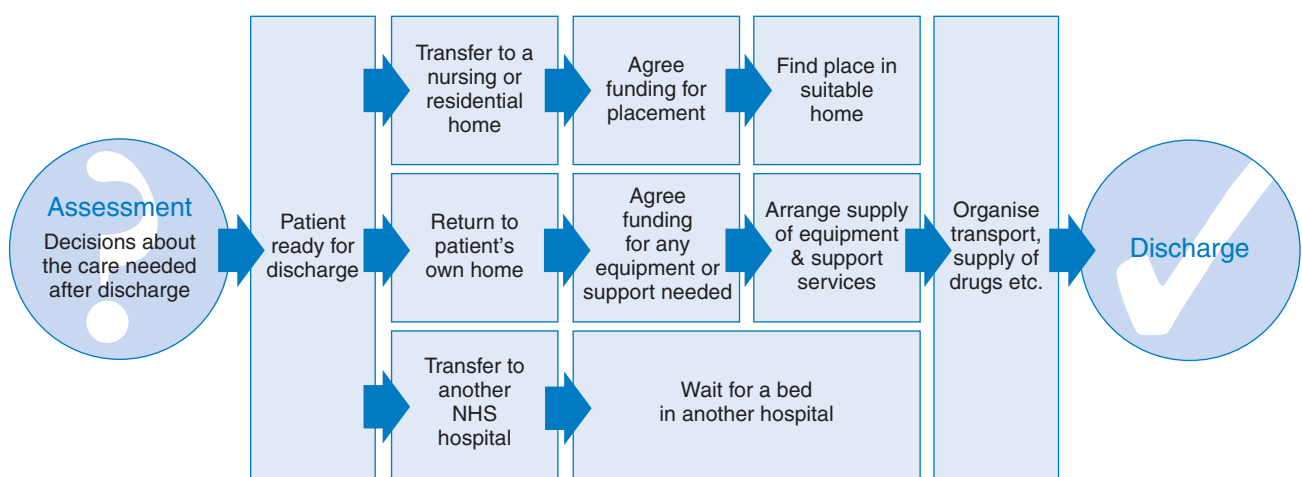 Assessment
Decisions about
the care needed
after discharge
Patient
ready for
discharge
Transfer to a
nursing or
residential
home
Agree
funding for
placement
Find place in
suitable
home
Return to
patient's
own home
Agree
funding
for any
equipment or
support needed
Arrange supply
of equipment
& support
services
Transfer to
another
NHS
hospital
Wait for a bed
in another hospital
Organise
transport,
supply of
drugs etc.
Discharge